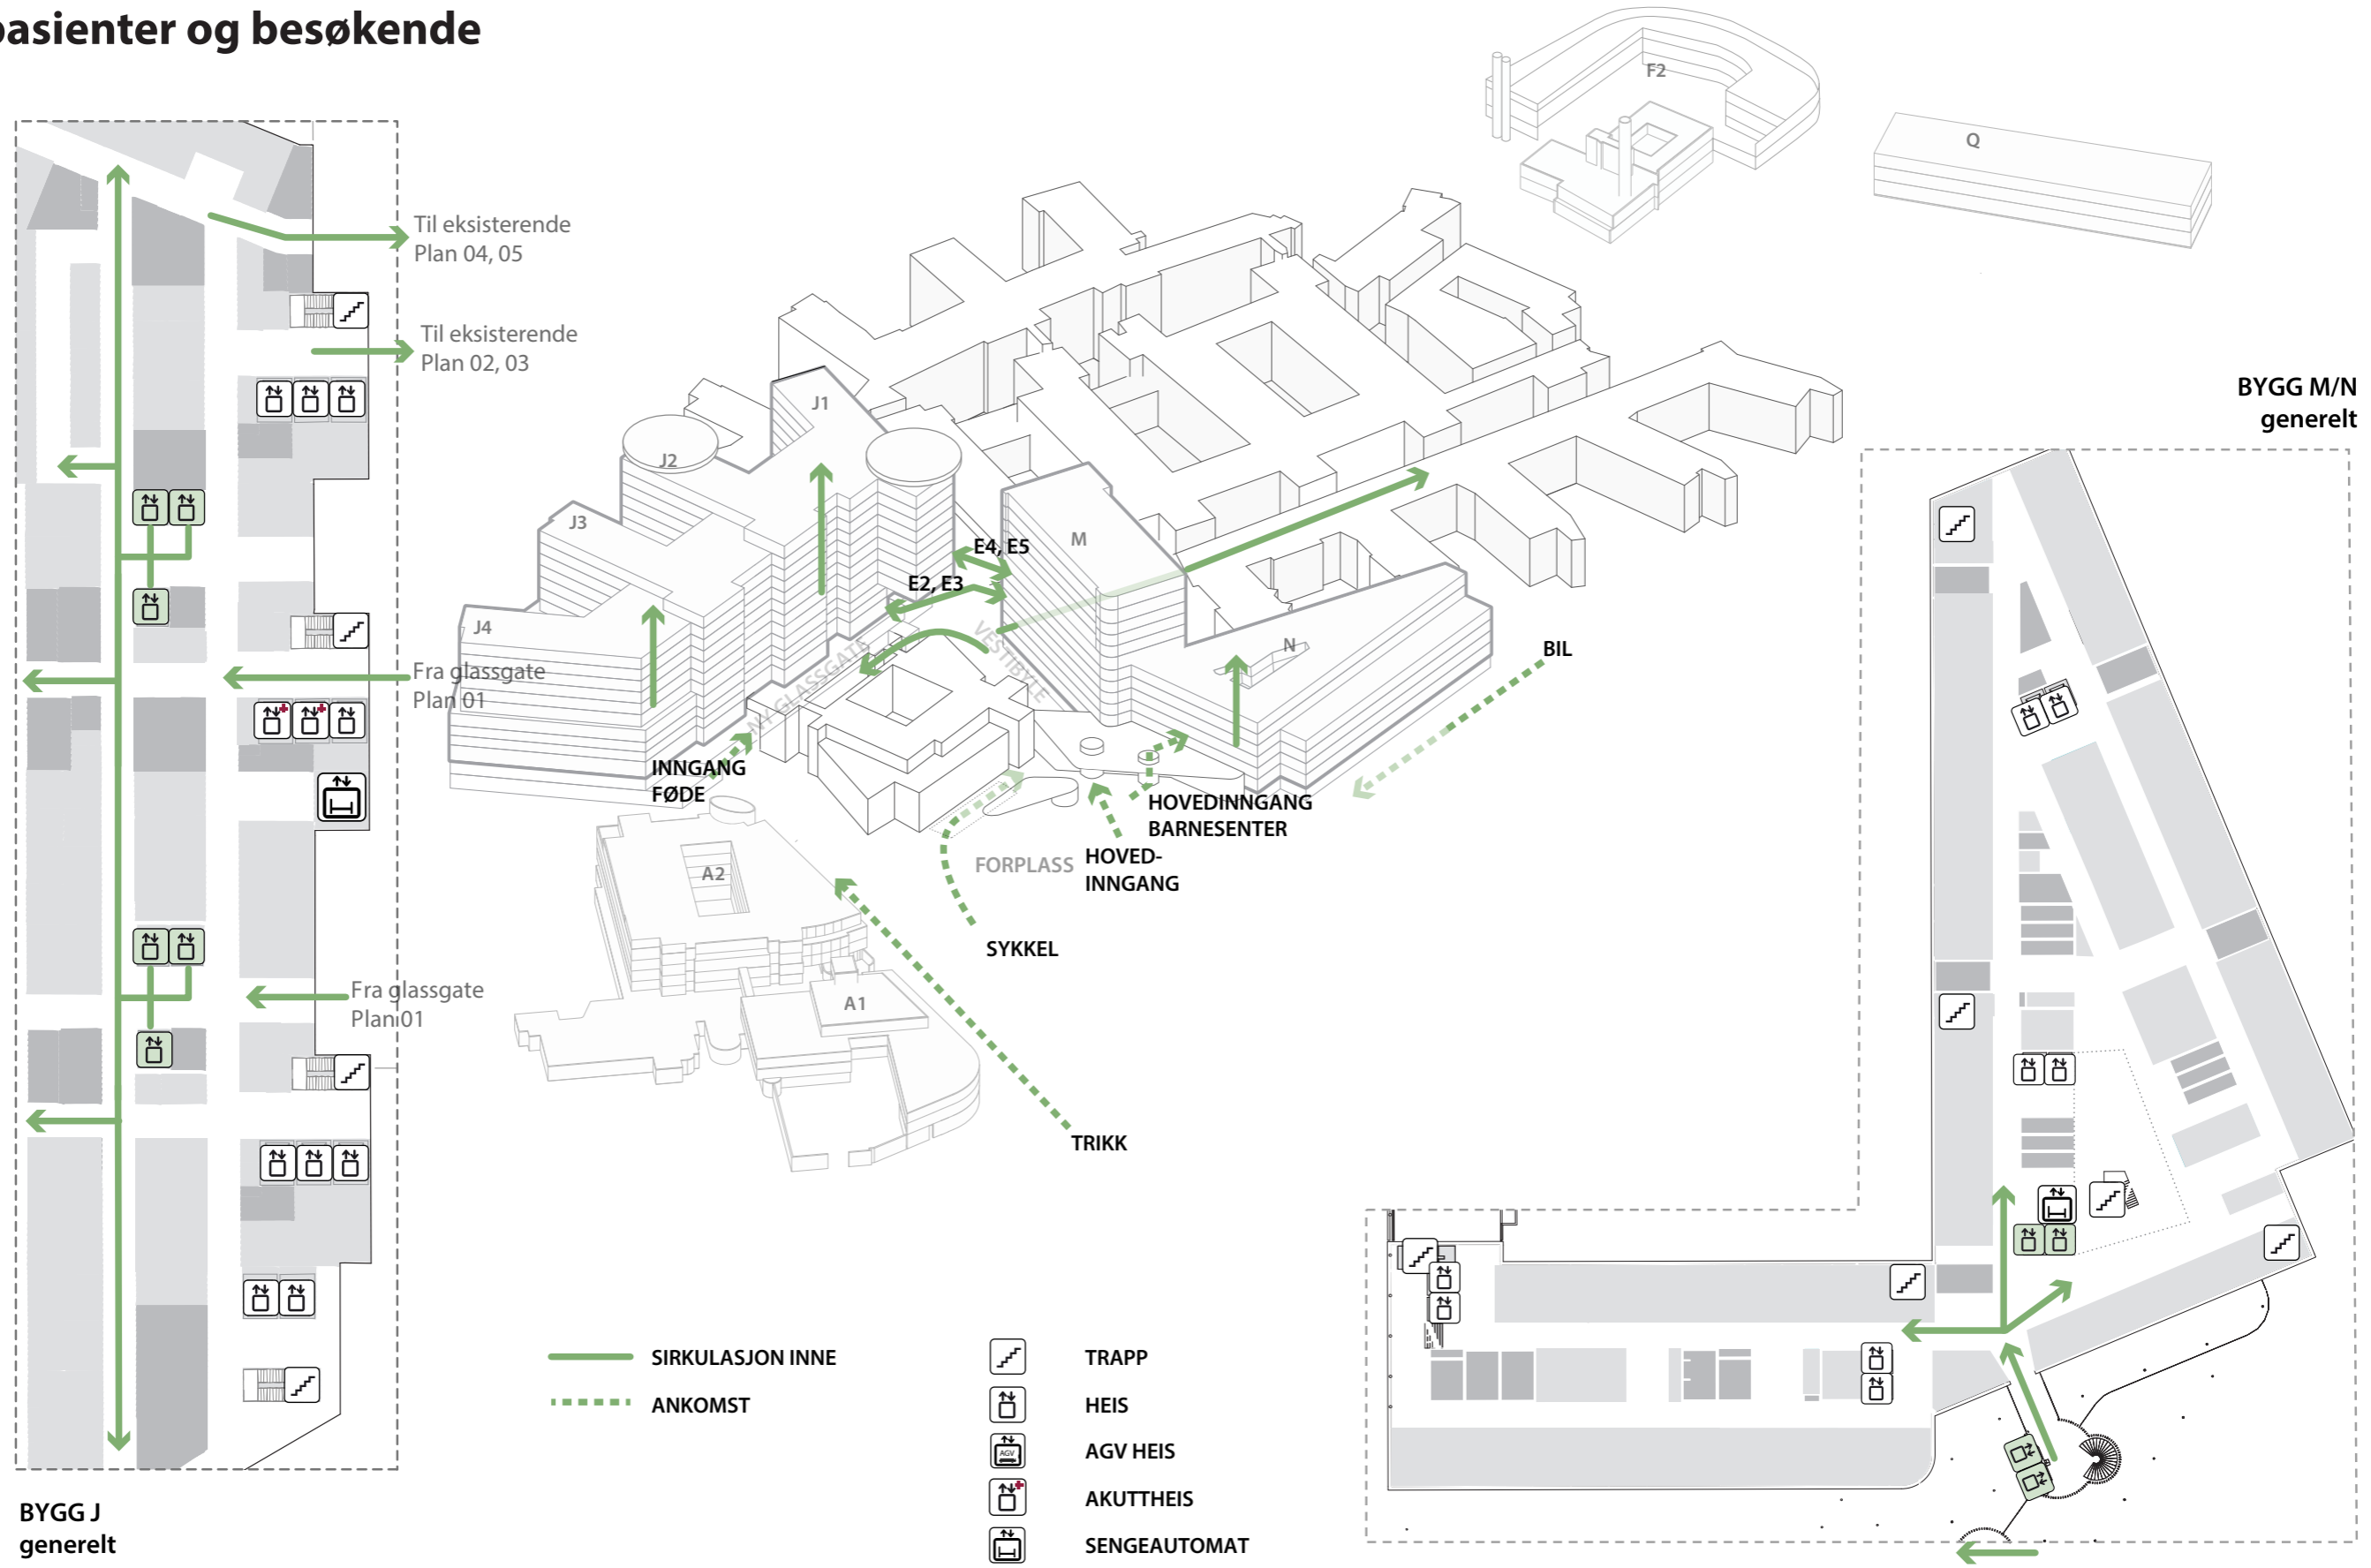 pasienter og besøkende
F2
Q
Til eksisterende
Plan 04, 05
Til eksisterende
Plan 02, 03
BYGG M/N
generelt
J1
J2
J3
M
E4, E5
E2, E3
J4
N
BIL
VESTIBYLE
NY GLASSGATE
Fra glassgate
Plan 01
INNGANG
FØDE
HOVEDINNGANG
BARNESENTER
FORPLASS
HOVED-
INNGANG
A2
SYKKEL
A1
Fra glassgate
Plan 01
TRIKK
SIRKULASJON INNE
ANKOMST
TRAPP
HEIS
AGV
AGV HEIS
AKUTTHEIS
SENGEAUTOMAT
BYGG J
generelt